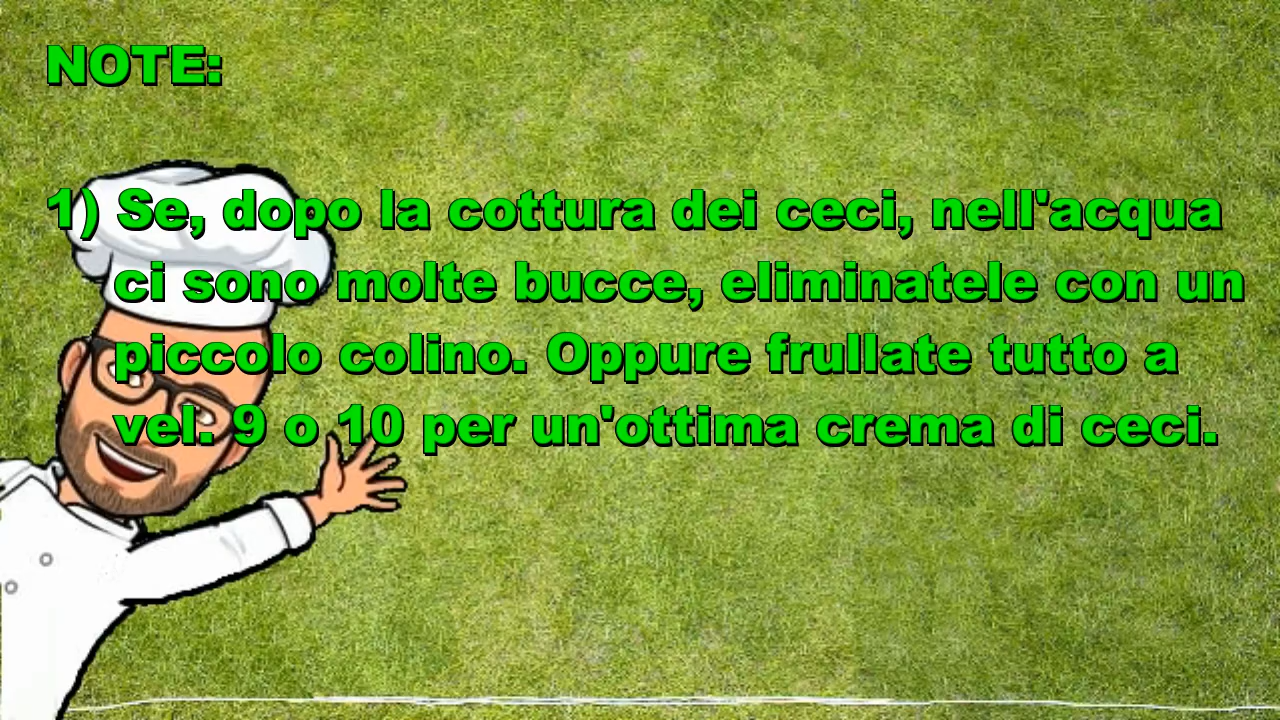 NOTE:
1) Se, dopo la cottura dei ceci, nell'acqua
ci sono molte bucce, eliminatele con un
piccolo colino. Oppure frullate tutto a
vel. 9 o 10 per un'ottima crema di ceci.